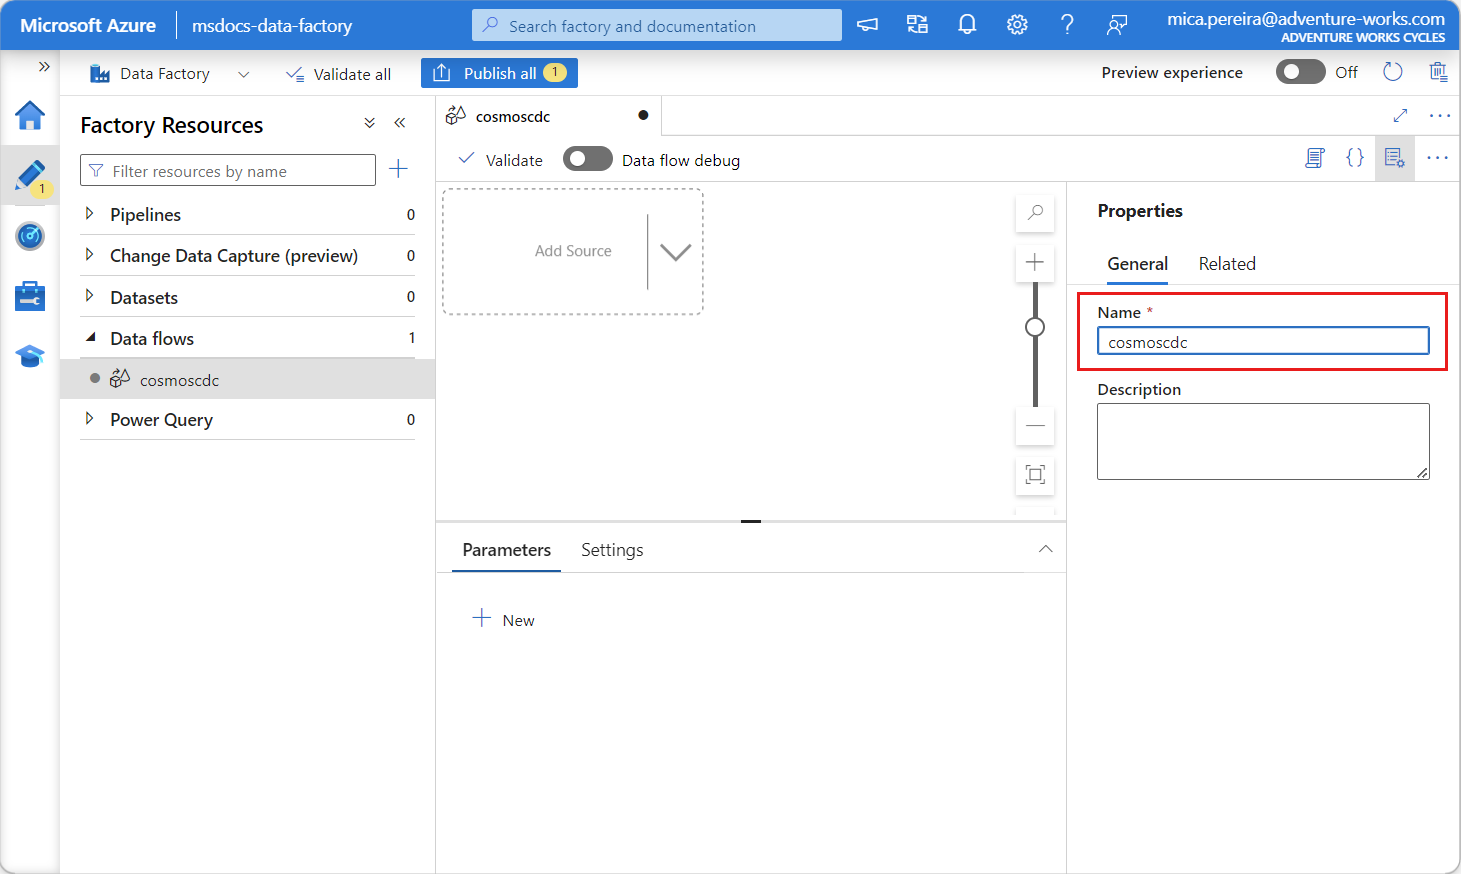 Microsoft Azure
msdocs-data-factory
Search factory and documentation
mica.pereira@adventure-works.com
ADVENTURE WORKS CYCLES
Data Factory
Validate all
Publish all 1
Preview experience
Off
1
Factory Resources
Filter resources by name
Pipelines 0
Change Data Capture (preview) 0
Datasets 0
Data flows 1
cosmoscdc
Power Query 0
cosmoscdc
Validate
Data flow debug
Add Source
Parameters
Settings
New
Properties
General
Related
Name *
cosmoscdc
Description